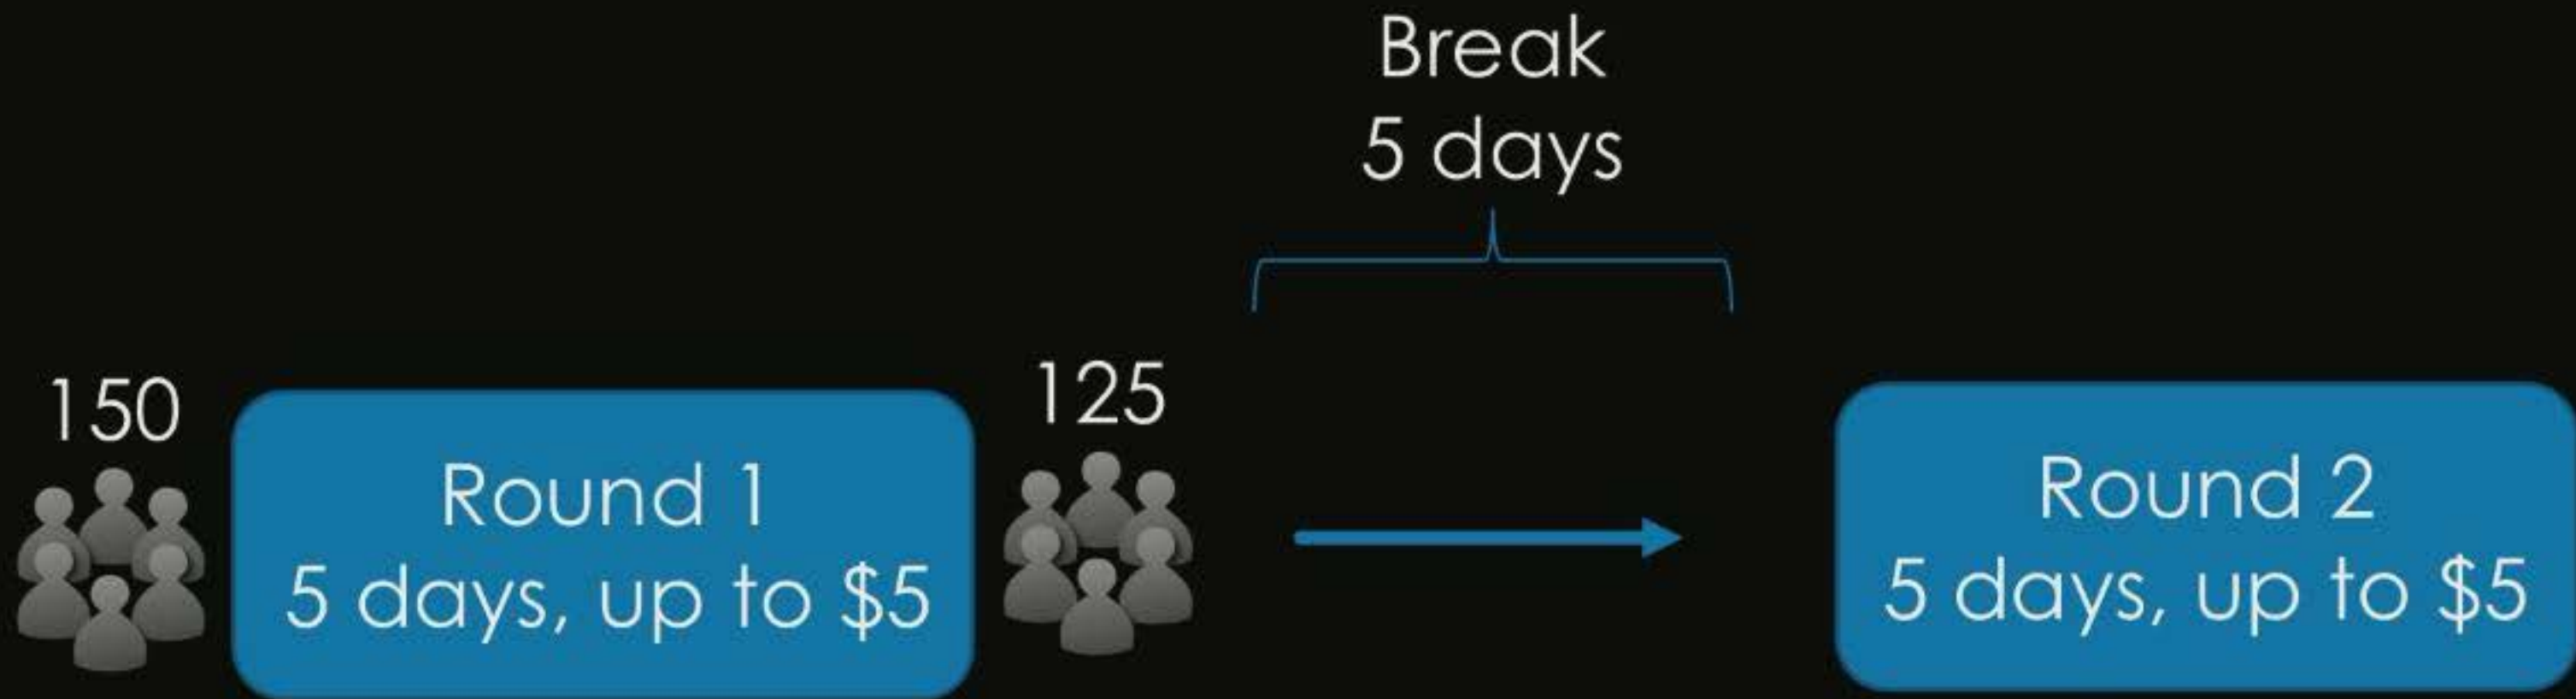 Break
5 days
150
Round 1
5 days, up to $5
125
Round 2
5 days, up to $5